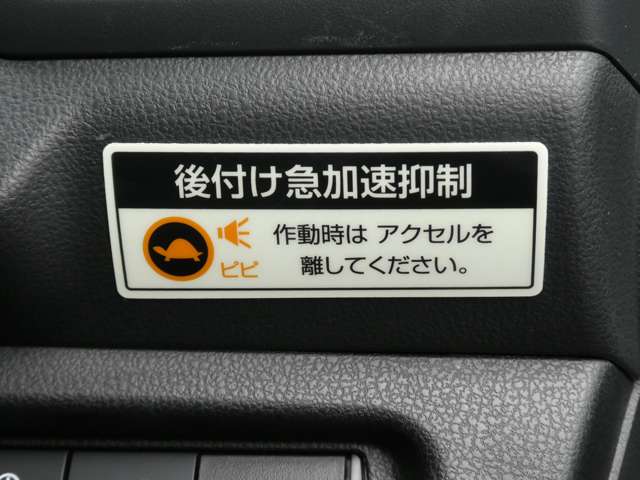 後付け急加速抑制
作動時は アクセルを
離してください。
ピピ